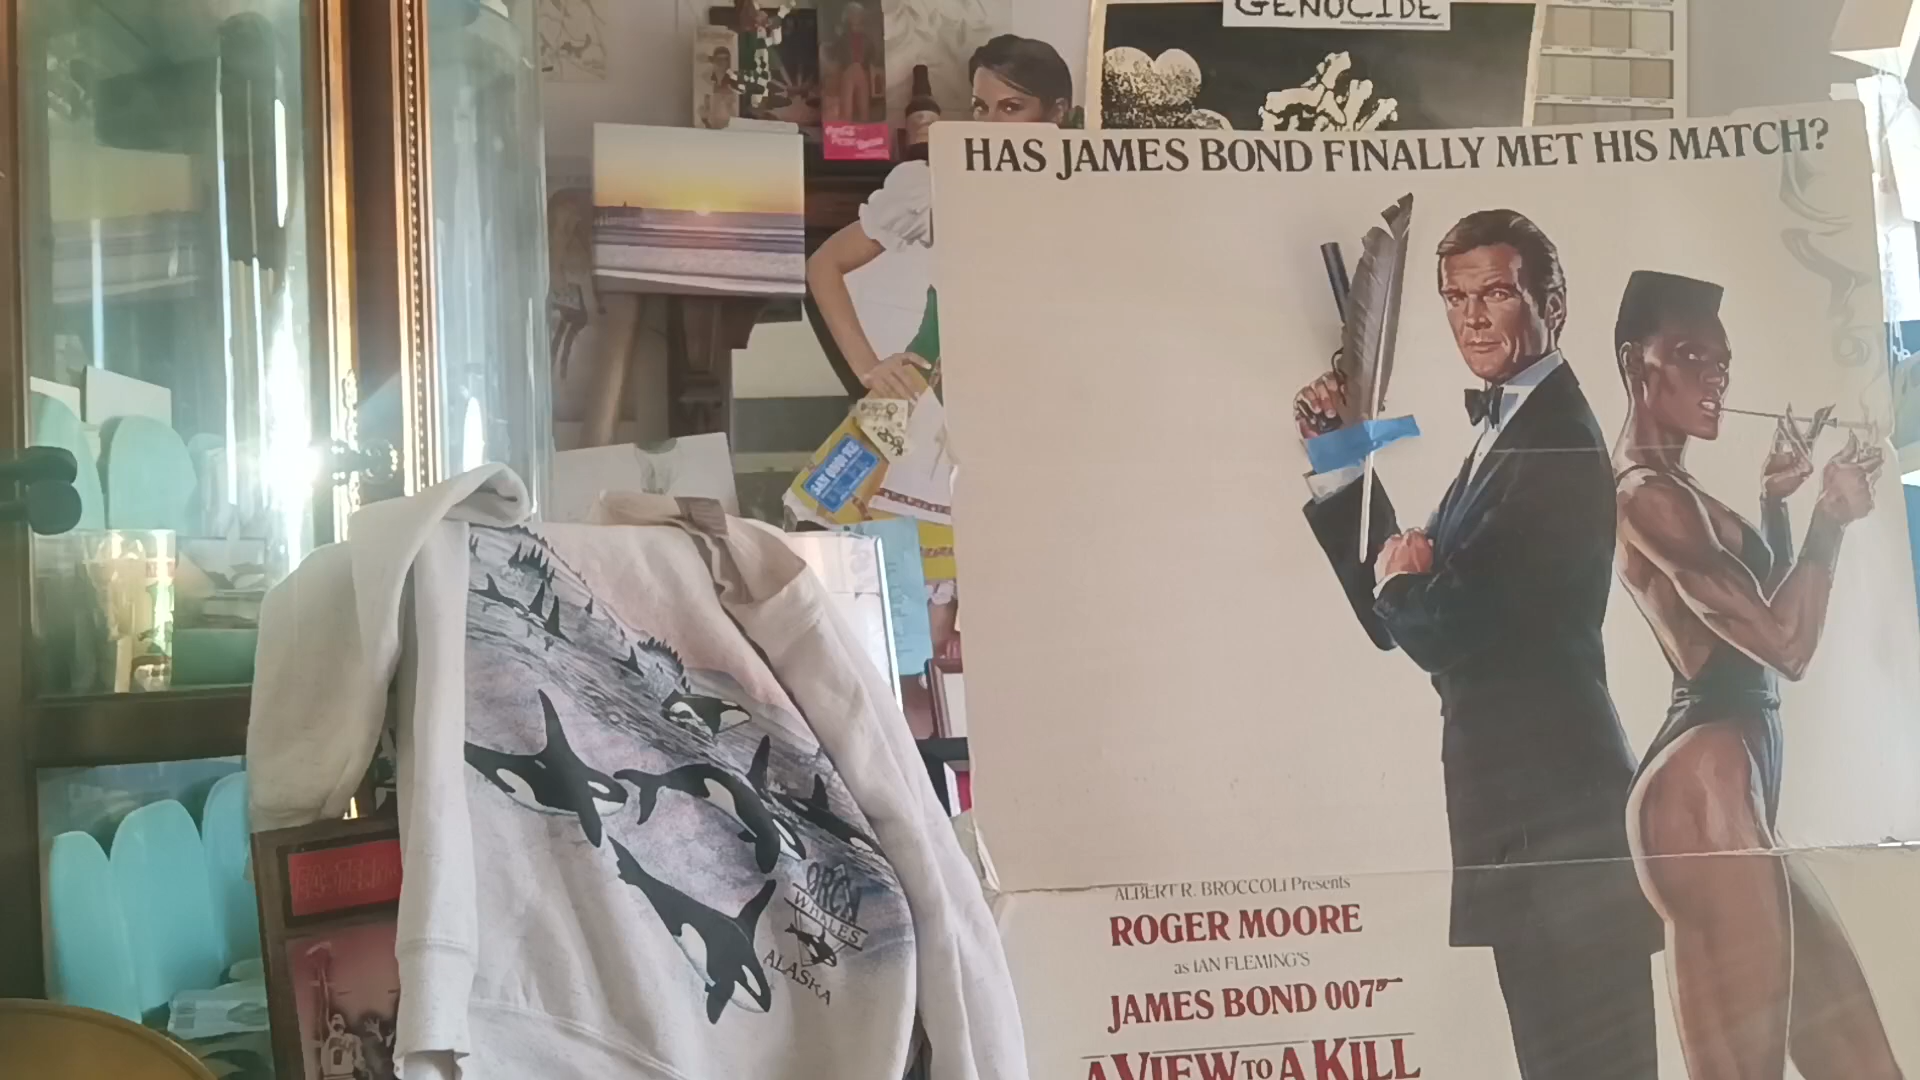 GENOCIDE
HAS JAMES BOND FINALLY MET HIS MATCH?
ALBERT R. BROCCOLI Presents
ROGER MOORE
as IAN FLEMING'S
JAMES BOND 007
A VIEW TO A KILL
ORCA
WHALES
ALASKA